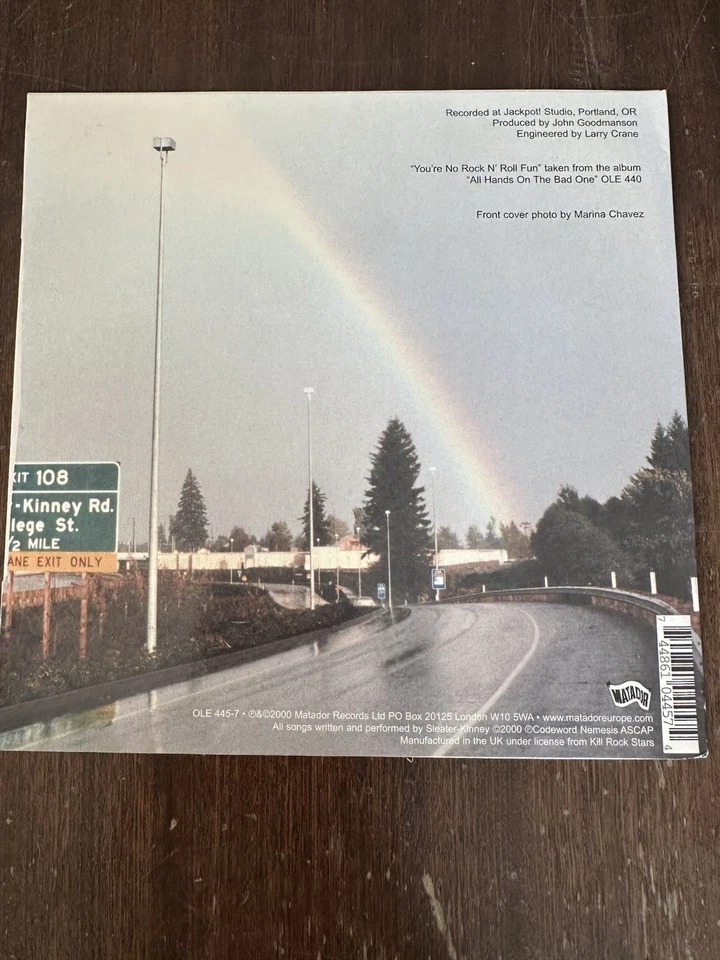 Recorded at Jackpot! Studio, Portland, OR
Produced by John Goodmanson
Engineered by Larry Crane
"You're No Rock N' Roll Fun" taken from the album
"All Hands On The Bad One" OLE 440
Front cover photo by Marina Chavez
XIT 108
-Kinney Rd.
lege St.
/2 MILE
ANE EXIT ONLY
MATADOR
7 44861 04457 4
OLE 445-7 • ℗&©2000 Matador Records Ltd PO Box 20125 London W10 5WA • www.matadoreurope.com
All songs written and performed by Sleater-Kinney ©2000 ℗Codeword Nemesis ASCAP
Manufactured in the UK under license from Kill Rock Stars